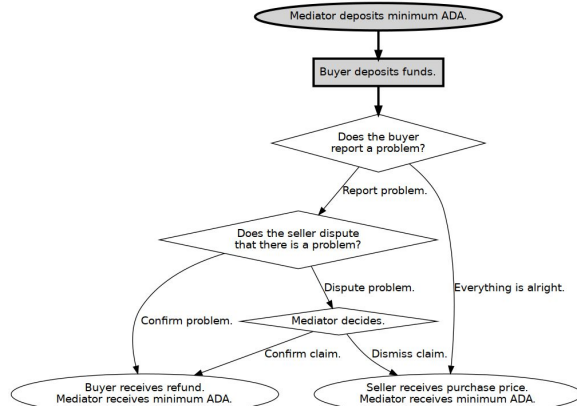 Mediator deposits minimum ADA.
Buyer deposits funds.
Does the buyer
report a problem?
Report problem.
Does the seller dispute
that there is a problem?
Dispute problem.
Everything is alright.
Confirm problem.
Mediator decides.
Confirm claim.
Dismiss claim.
Buyer receives refund.
Mediator receives minimum ADA.
Seller receives purchase price.
Mediator receives minimum ADA.